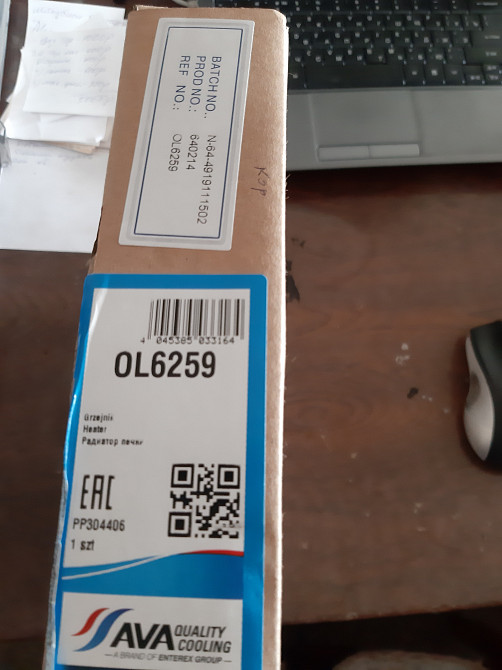 BATCH NO.: N-64-4919111502
PROD NO.: 640214
REF NO.: OL6259
кор
4 045385 033164
OL6259
Grzejnik
Heater
Радиатор печки
EAC
PP304406
1 szt
AVA QUALITY COOLING
A BRAND OF ENTEREX GROUP